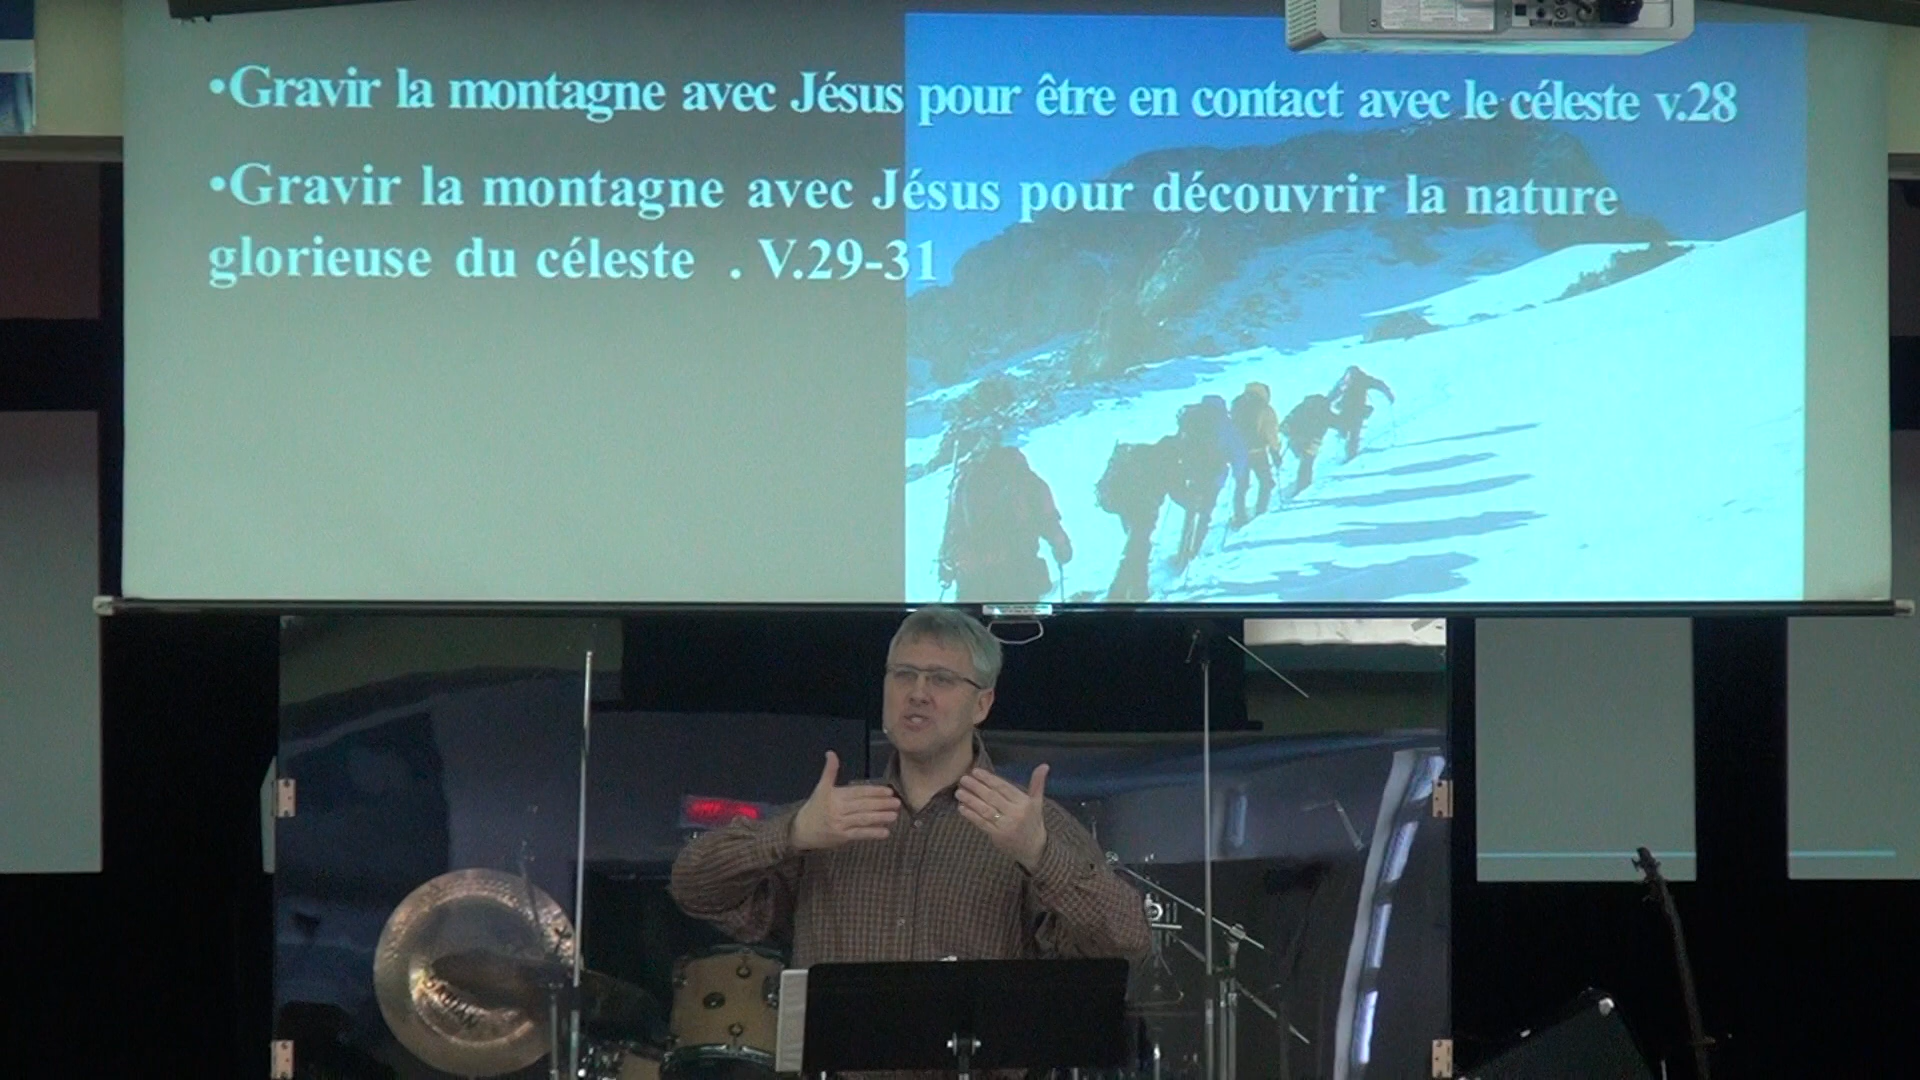 •Gravir la montagne avec Jésus pour être en contact avec le céleste v.28
•Gravir la montagne avec Jésus pour découvrir la nature
glorieuse du céleste . V.29-31